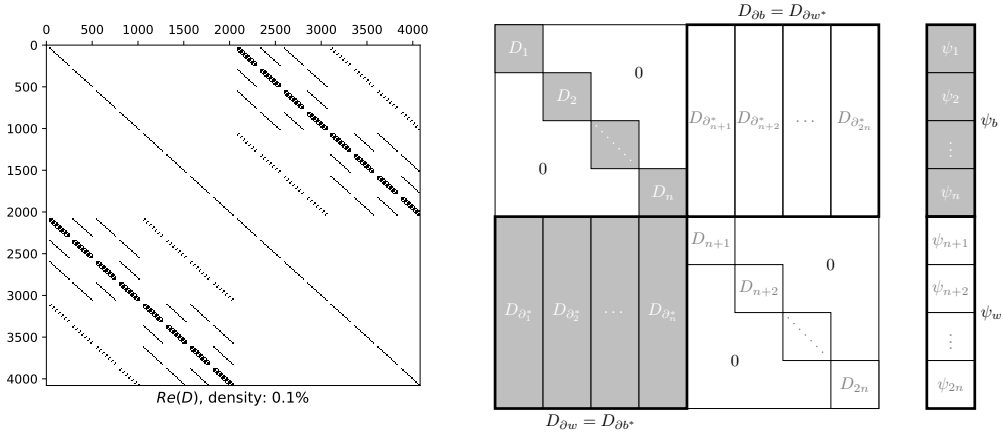 0 500 1000 1500 2000 2500 3000 3500 4000
0
500
1000
1500
2000
2500
3000
3500
4000
Re(D), density: 0.1%
D_{∂b} = D_{∂w*}
D_1
0
D_2
D_{∂*_{n+1}} D_{∂*_{n+2}} ⋯ D_{∂*_{2n}}
⋱
0
D_n
D_{n+1}
0
D_{n+2}
D_{∂*_1} D_{∂*_2} ⋯ D_{∂*_n}
⋱
0
D_{2n}
D_{∂w} = D_{∂b*}
ψ_1
ψ_2
ψ_b
⋮
ψ_n
ψ_{n+1}
ψ_{n+2}
ψ_w
⋮
ψ_{2n}